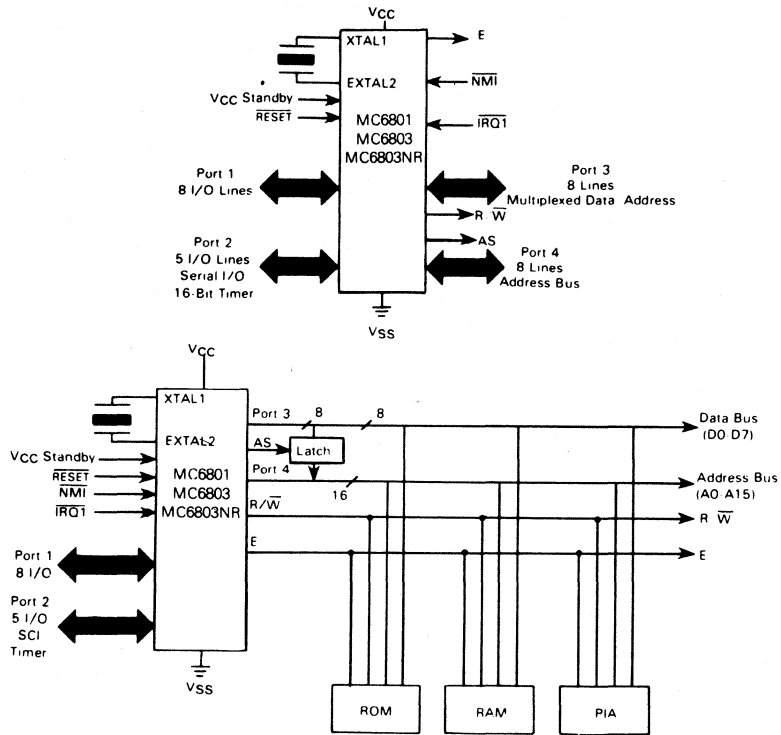 VCC
XTAL1
E
EXTAL2
NMI
VCC Standby
RESET
MC6801
IRQ1
MC6803
MC6803NR
Port 1
8 I/O Lines
Port 3
8 Lines
Multiplexed Data Address
R W
AS
Port 2
5 I/O Lines
Serial I/O
16-Bit Timer
Port 4
8 Lines
Address Bus
VSS
VCC
XTAL1
Port 3
8
8
Data Bus
(D0-D7)
EXTAL2
AS
Latch
VCC Standby
RESET
MC6801
Port 4
16
Address Bus
(A0-A15)
NMI
MC6803
R/W
IRQ1
MC6803NR
R W
E
E
Port 1
8 I/O
Port 2
5 I/O
SCI
Timer
VSS
ROM
RAM
PIA